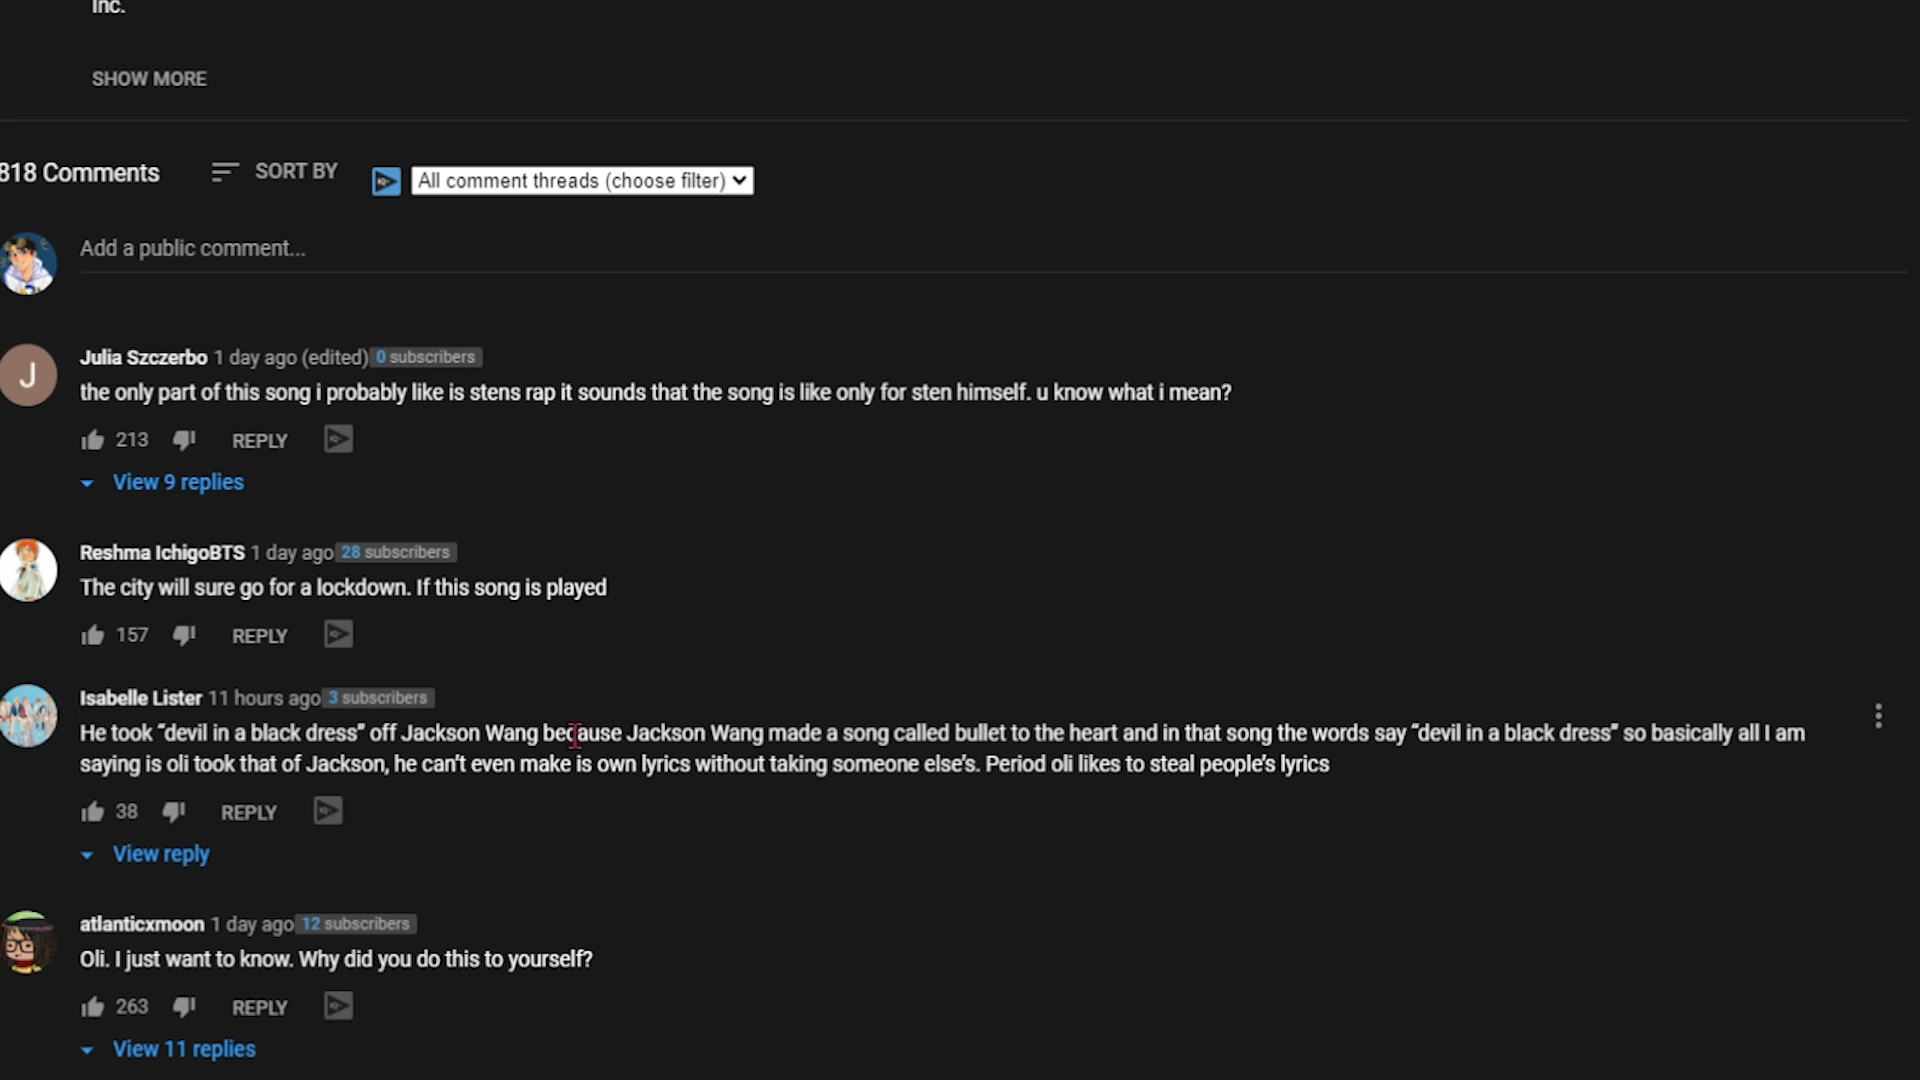 Inc.
SHOW MORE
818 Comments SORT BY All comment threads (choose filter)
Add a public comment...
J
Julia Szczerbo 1 day ago (edited) 0 subscribers
the only part of this song i probably like is stens rap it sounds that the song is like only for sten himself. u know what i mean?
213 REPLY
View 9 replies
Reshma IchigoBTS 1 day ago 28 subscribers
The city will sure go for a lockdown. If this song is played
157 REPLY
Isabelle Lister 11 hours ago 3 subscribers
He took “devil in a black dress” off Jackson Wang because Jackson Wang made a song called bullet to the heart and in that song the words say “devil in a black dress” so basically all I am
saying is oli took that of Jackson, he can’t even make is own lyrics without taking someone else’s. Period oli likes to steal people’s lyrics
38 REPLY
View reply
atlanticxmoon 1 day ago 12 subscribers
Oli. I just want to know. Why did you do this to yourself?
263 REPLY
View 11 replies